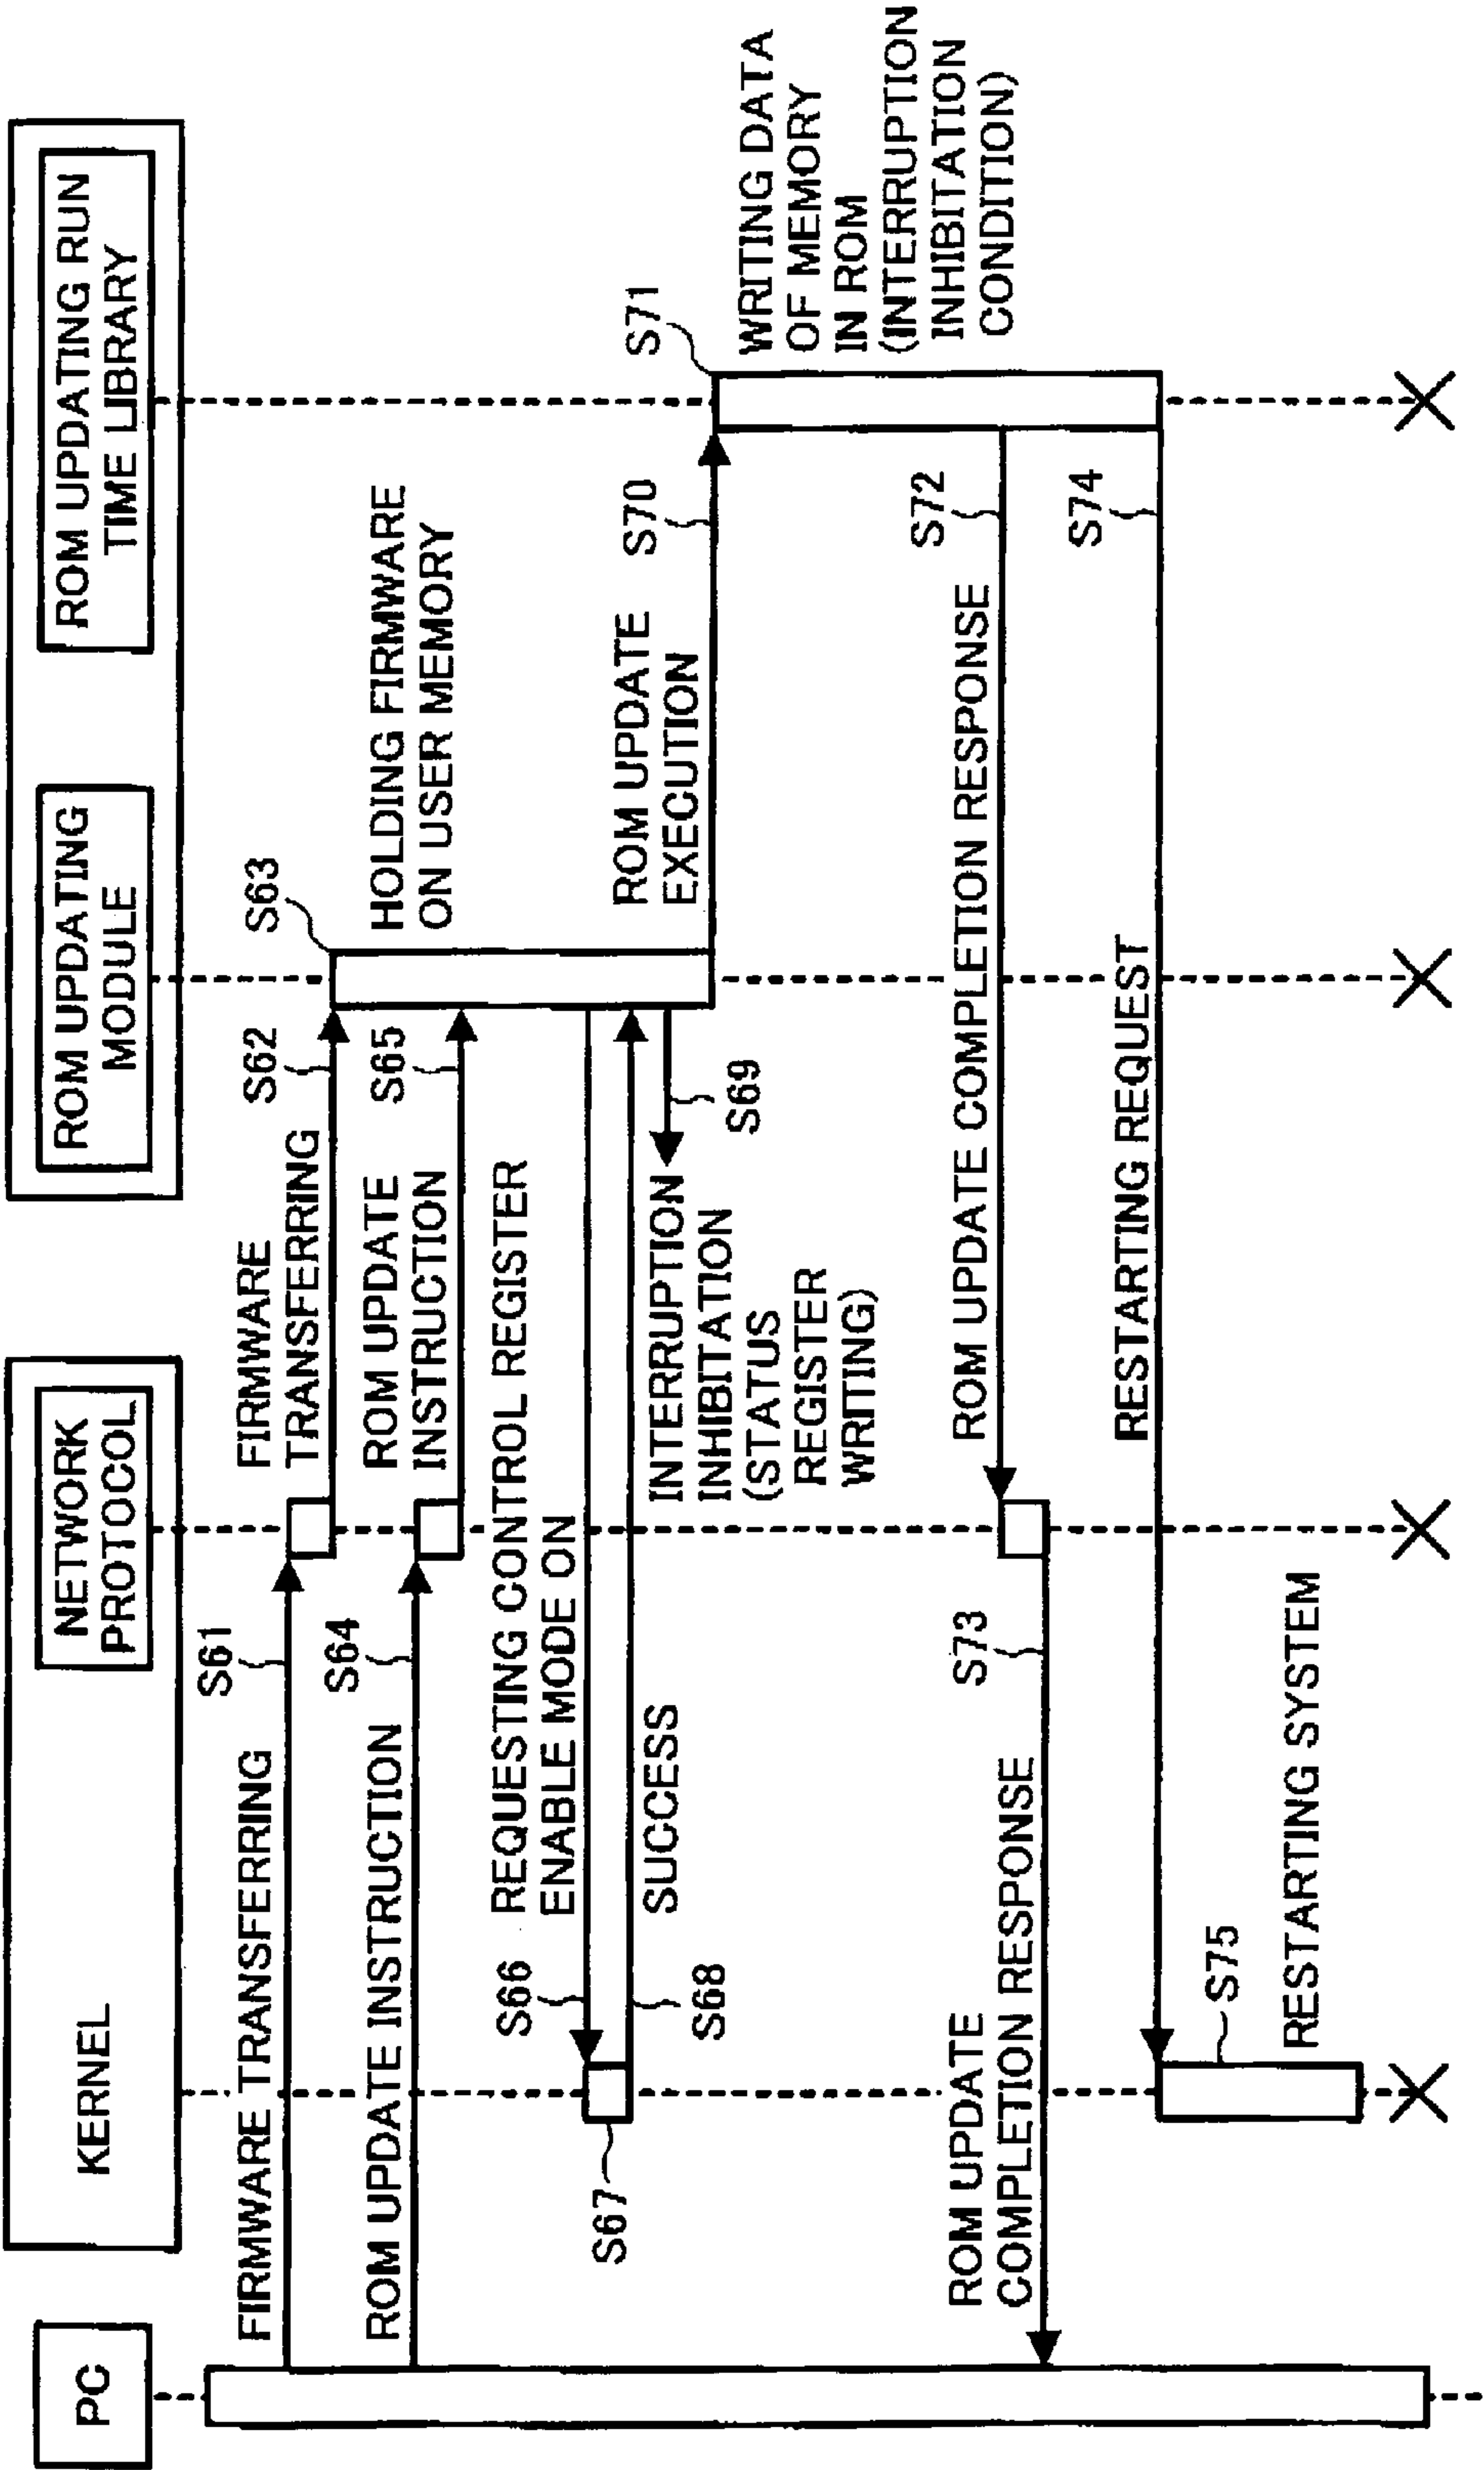 PC
KERNEL
NETWORK
PROTOCOL
ROM UPDATING
MODULE
ROM UPDATING RUN
TIME LIBRARY
FIRMWARE TRANSFERRING
S61
FIRMWARE
TRANSFERRING
S62
S63
HOLDING FIRMWARE
ON USER MEMORY
ROM UPDATE INSTRUCTION
S64
ROM UPDATE
INSTRUCTION
S65
REQUESTING CONTROL REGISTER
ENABLE MODE ON
S66
S67
SUCCESS
S68
S69
INTERRUPTION
INHIBITATION
(STATUS
REGISTER
WRITING)
ROM UPDATE
EXECUTION
S70
S71
WRITING DATA
OF MEMORY
IN ROM
(INTERRUPTION
INHIBITATION
CONDITION)
ROM UPDATE COMPLETION RESPONSE
S72
ROM UPDATE
COMPLETION RESPONSE
S73
RESTARTING REQUEST
S74
S75
RESTARTING SYSTEM